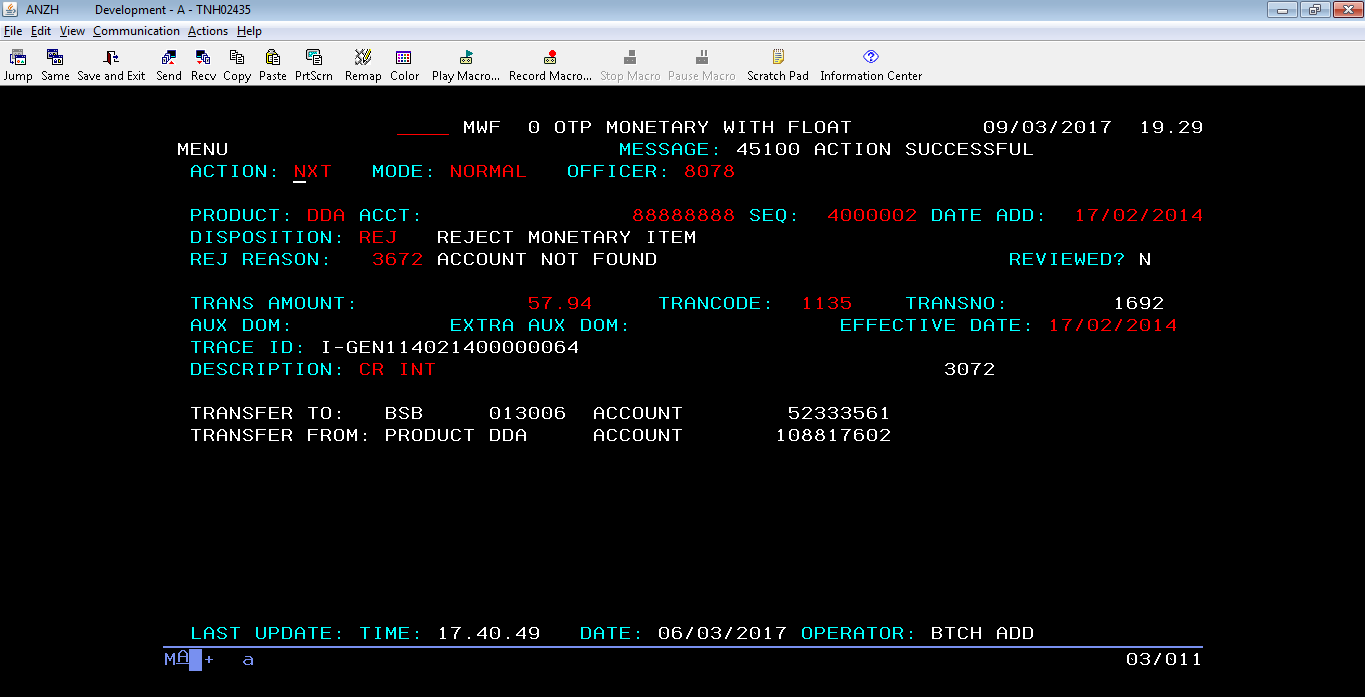 ANZH Development - A - TNH02435
File Edit View Communication Actions Help
Jump Same Save and Exit Send Recv Copy Paste PrtScrn Remap Color Play Macro... Record Macro... Stop Macro Pause Macro Scratch Pad Information Center
_____ MWF 0 OTP MONETARY WITH FLOAT 09/03/2017 19.29
MENU MESSAGE: 45100 ACTION SUCCESSFUL
ACTION: NXT MODE: NORMAL OFFICER: 8078
PRODUCT: DDA ACCT: 88888888 SEQ: 4000002 DATE ADD: 17/02/2014
DISPOSITION: REJ REJECT MONETARY ITEM
REJ REASON: 3672 ACCOUNT NOT FOUND REVIEWED? N
TRANS AMOUNT: 57.94 TRANCODE: 1135 TRANSNO: 1692
AUX DOM: EXTRA AUX DOM: EFFECTIVE DATE: 17/02/2014
TRACE ID: I-GEN114021400000064
DESCRIPTION: CR INT 3072
TRANSFER TO: BSB 013006 ACCOUNT 52333561
TRANSFER FROM: PRODUCT DDA ACCOUNT 108817602
LAST UPDATE: TIME: 17.40.49 DATE: 06/03/2017 OPERATOR: BTCH ADD
MA + a 03/011